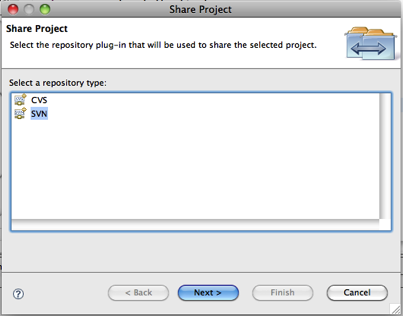 Share Project
Share Project
Select the repository plug-in that will be used to share the selected project.
Select a repository type:
CVS
SVN
?
< Back
Next >
Finish
Cancel